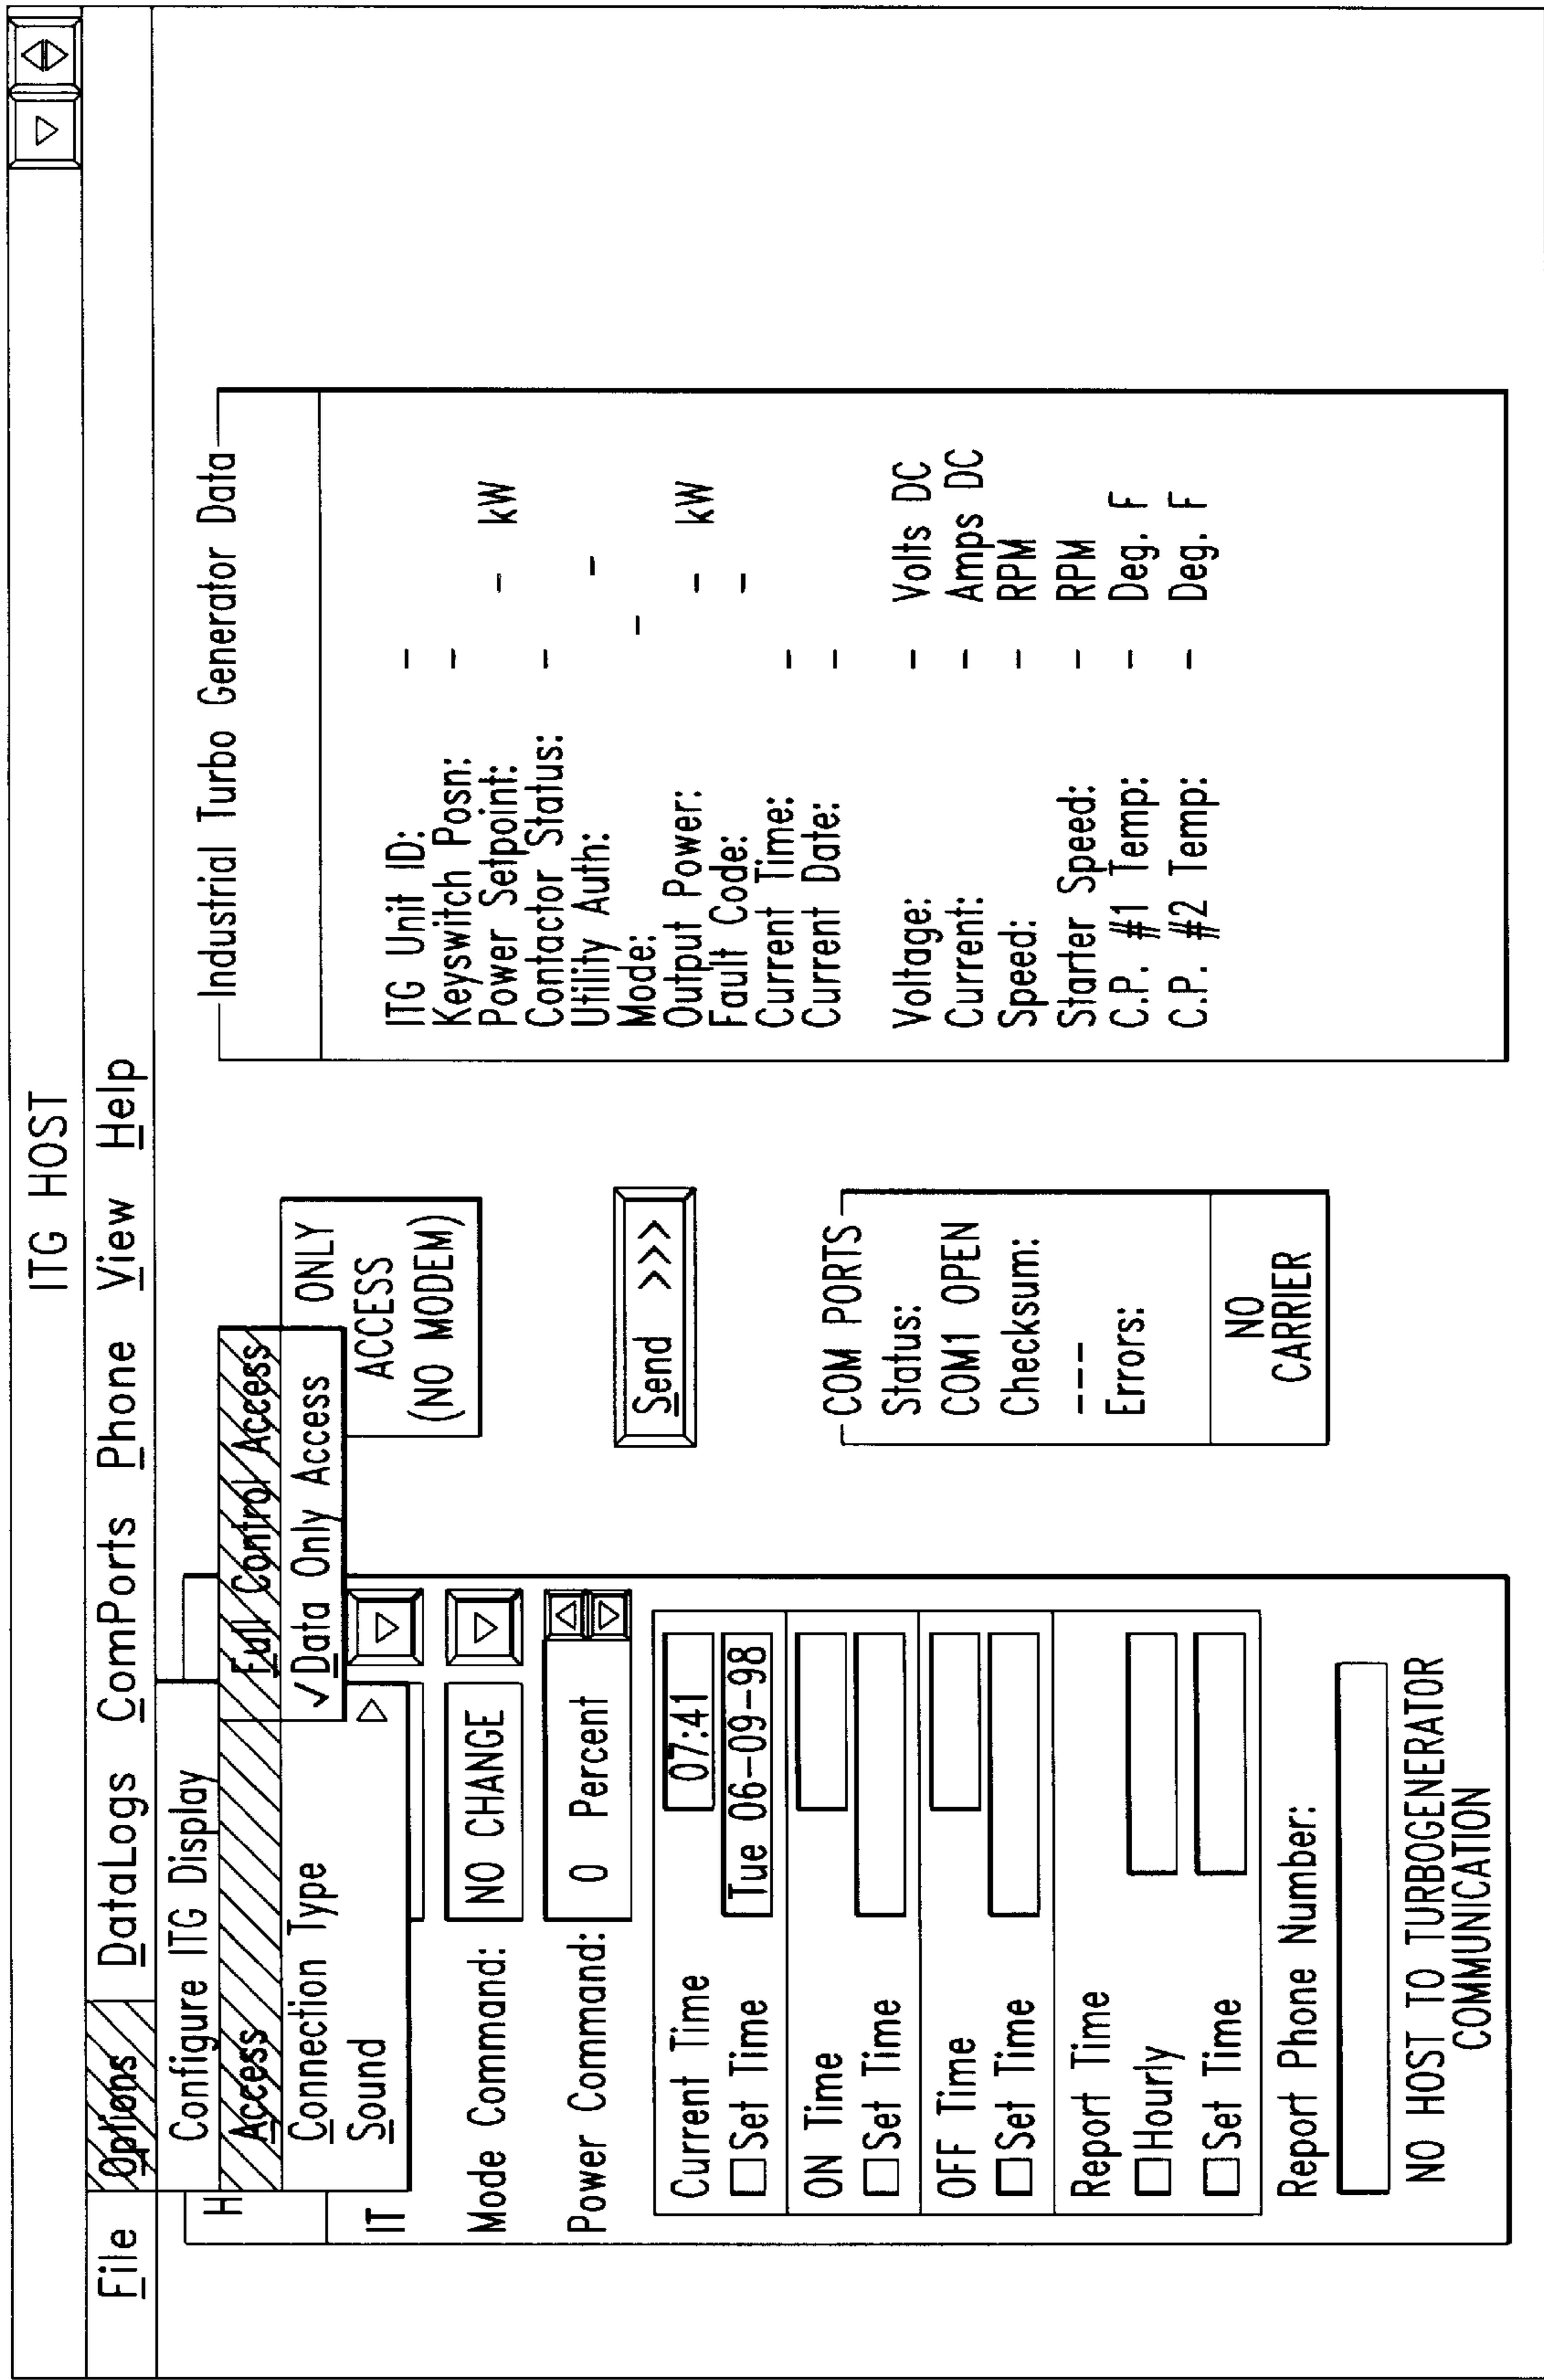 ITG HOST
File Options DataLogs ComPorts Phone View Help
Configure ITG Display
Access
Connection Type
Sound
Full Control Access
✓ Data Only Access
H
IT
ONLY
ACCESS
(NO MODEM)
Mode Command: NO CHANGE
Power Command: 0 Percent
Send >>>
Current Time 07:41
Set Time Tue 06-09-98
ON Time
Set Time
OFF Time
Set Time
Report Time
Hourly
Set Time
Report Phone Number:
NO HOST TO TURBOGENERATOR
COMMUNICATION
COM PORTS
Status:
COM1 OPEN
Checksum:
---
Errors:
NO
CARRIER
Industrial Turbo Generator Data
ITG Unit ID: -
Keyswitch Posn: -
Power Setpoint: - kW
Contactor Status: -
Utility Auth: -
Mode: -
Output Power: - kW
Fault Code: -
Current Time: -
Current Date: -
Voltage: - Volts DC
Current: - Amps DC
Speed: - RPM
Starter Speed: - RPM
C.P. #1 Temp: - Deg. F
C.P. #2 Temp: - Deg. F